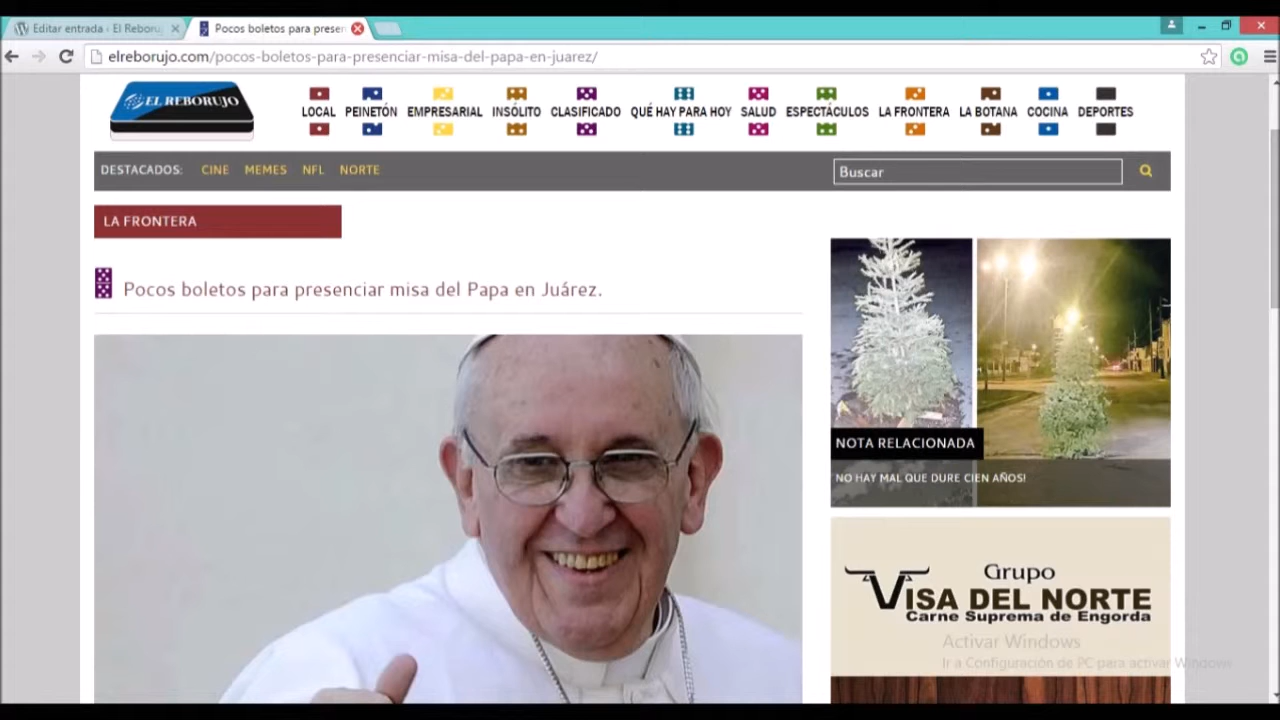 Editar entrada ‹ El Reboruj
Pocos boletos para presen
elreborujo.com/pocos-boletos-para-presenciar-misa-del-papa-en-juarez/
EL REBORUJO
LOCAL PEINETÓN EMPRESARIAL INSÓLITO CLASIFICADO QUÉ HAY PARA HOY SALUD ESPECTÁCULOS LA FRONTERA LA BOTANA COCINA DEPORTES
DESTACADOS: CINE MEMES NFL NORTE
Buscar
LA FRONTERA
Pocos boletos para presenciar misa del Papa en Juárez.
NOTA RELACIONADA
NO HAY MAL QUE DURE CIEN AÑOS!
Grupo
VISA DEL NORTE
Carne Suprema de Engorda
Activar Windows
Ir a Configuración de PC para activar Windows